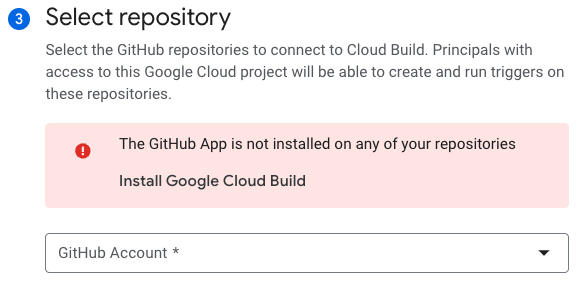 3 Select repository
Select the GitHub repositories to connect to Cloud Build. Principals with
access to this Google Cloud project will be able to create and run triggers on
these repositories.
The GitHub App is not installed on any of your repositories
Install Google Cloud Build
GitHub Account *